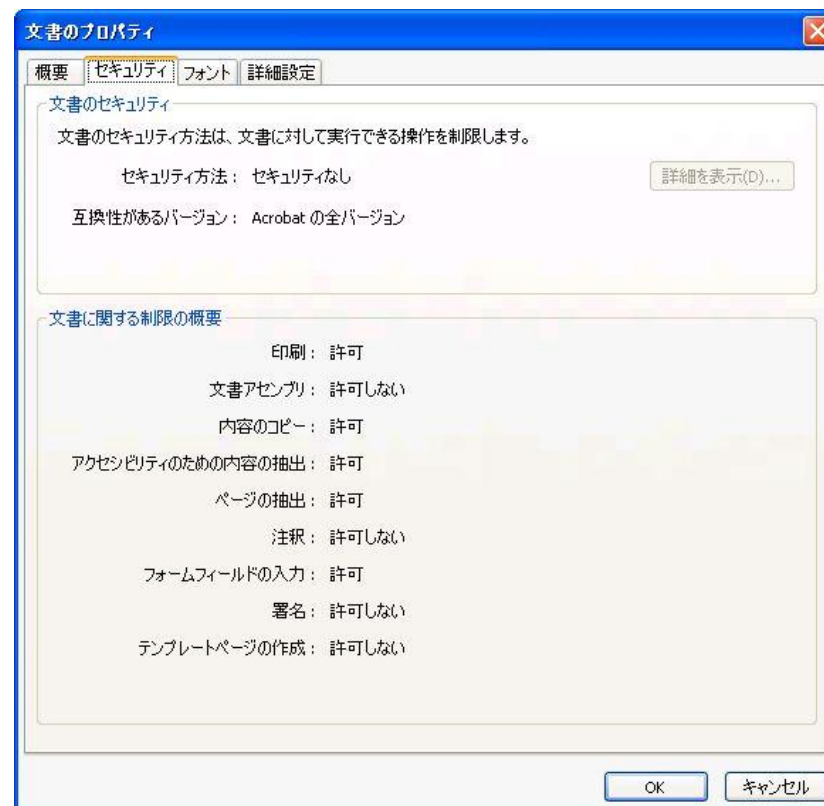 文書のプロパティ
概要 セキュリティ フォント 詳細設定
文書のセキュリティ
文書のセキュリティ方法は、文書に対して実行できる操作を制限します。
セキュリティ方法： セキュリティなし 詳細を表示(D)...
互換性があるバージョン： Acrobat の全バージョン
文書に関する制限の概要
印刷： 許可
文書アセンブリ： 許可しない
内容のコピー： 許可
アクセシビリティのための内容の抽出： 許可
ページの抽出： 許可
注釈： 許可しない
フォームフィールドの入力： 許可
署名： 許可しない
テンプレートページの作成： 許可しない
OK キャンセル